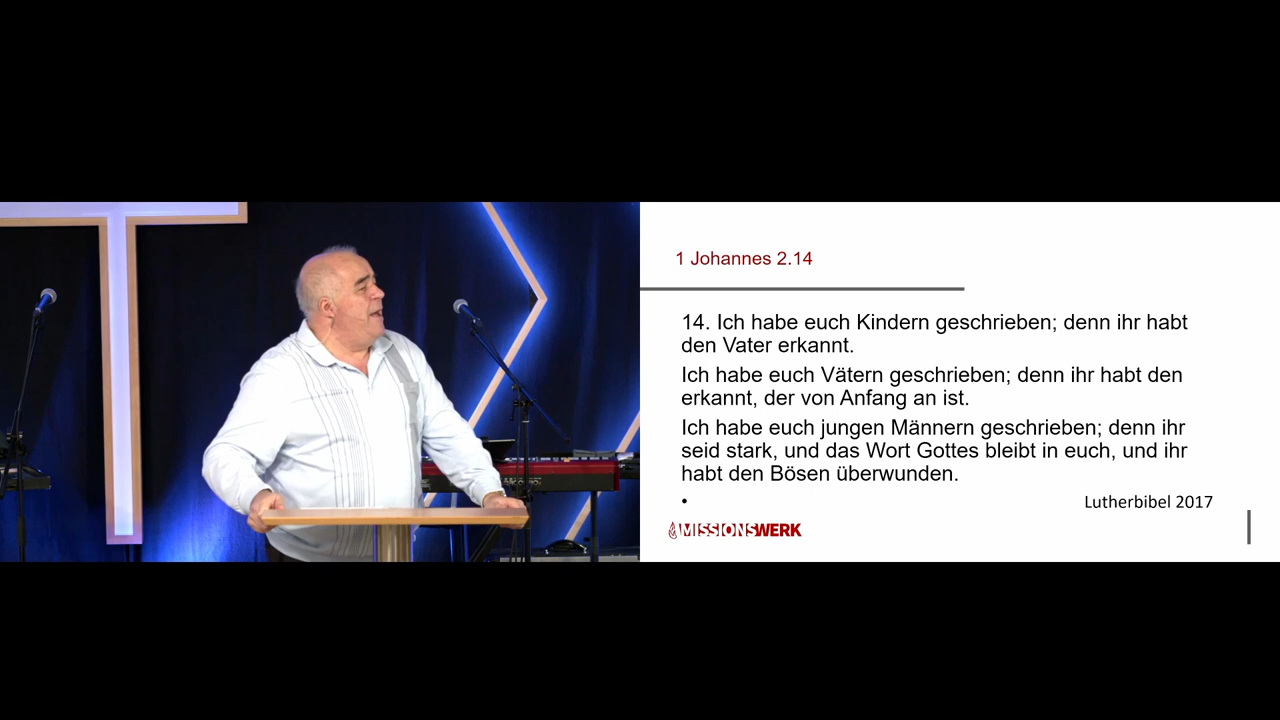 1 Johannes 2.14
14. Ich habe euch Kindern geschrieben; denn ihr habt
den Vater erkannt.
Ich habe euch Vätern geschrieben; denn ihr habt den
erkannt, der von Anfang an ist.
Ich habe euch jungen Männern geschrieben; denn ihr
seid stark, und das Wort Gottes bleibt in euch, und ihr
habt den Bösen überwunden.
•
Lutherbibel 2017
MISSIONSWERK